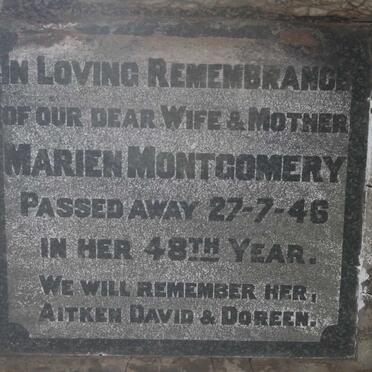 IN LOVING REMEMBRANCE
OF OUR DEAR WIFE & MOTHER
MARIEN MONTGOMERY
PASSED AWAY 27-7-46
IN HER 48TH YEAR.
WE WILL REMEMBER HER,
AITKEN DAVID & DOREEN.